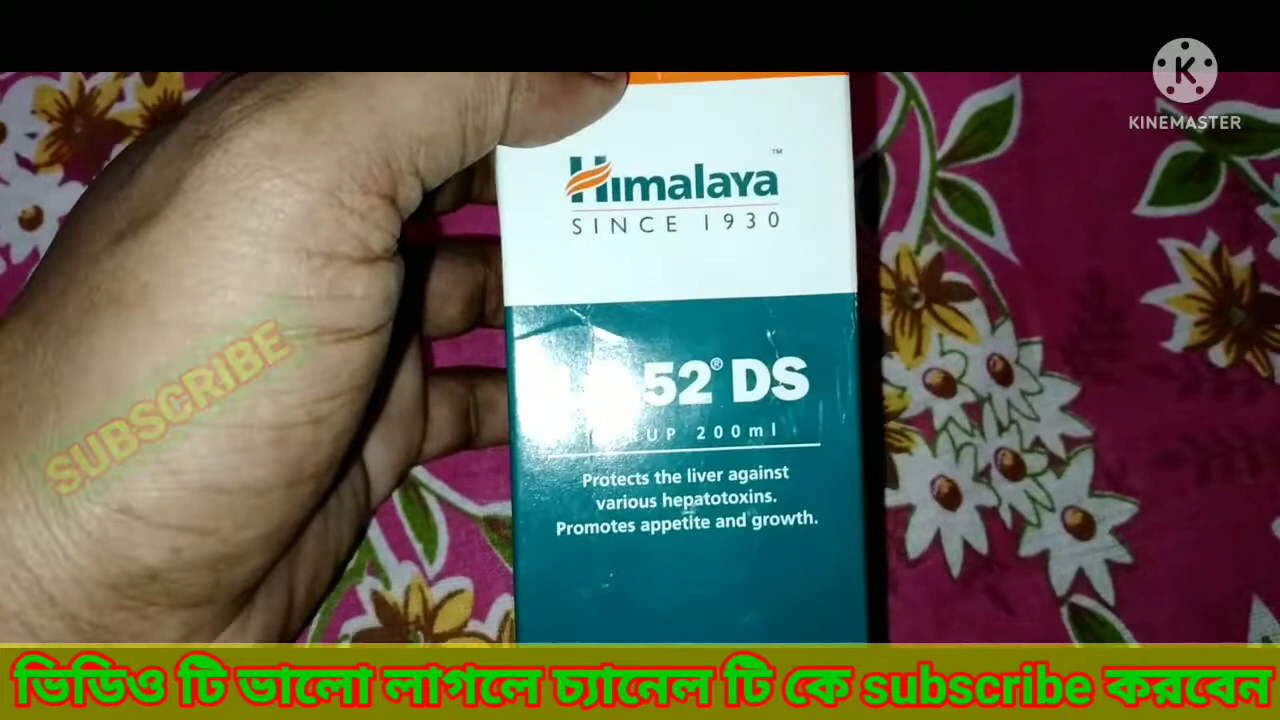 KINEMASTER
Himalaya
SINCE 1930
52® DS
UP 200ml
Protects the liver against
various hepatotoxins.
Promotes appetite and growth.
SUBSCRIBE
ভিডিও টি ভালো লাগলে চ্যানেল টি কে subscribe করবেন